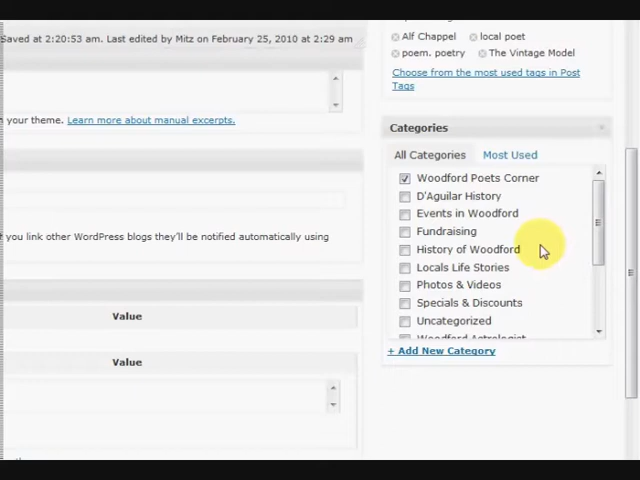 Saved at 2:20:53 am. Last edited by Mitz on February 25, 2010 at 2:29 am
Alf Chappel local poet
poem. poetry The Vintage Model
Choose from the most used tags in Post
Tags
Categories
All Categories Most Used
Woodford Poets Corner
D'Aguilar History
Events in Woodford
Fundraising
History of Woodford
Locals Life Stories
Photos & Videos
Specials & Discounts
Uncategorized
Woodford Astrologist
+ Add New Category
n your theme. Learn more about manual excerpts.
f you link other WordPress blogs they'll be notified automatically using
Value
Value